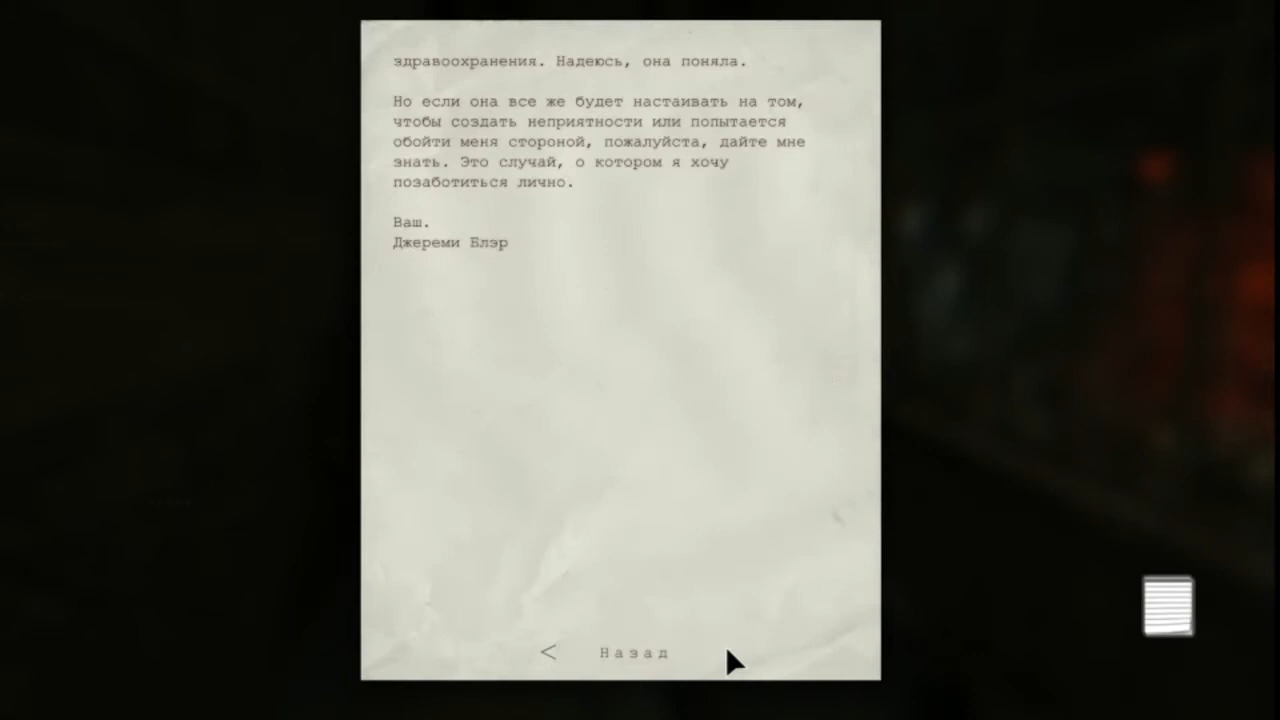 здравоохранения. Надеюсь, она поняла.
Но если она все же будет настаивать на том,
чтобы создать неприятности или попытается
обойти меня стороной, пожалуйста, дайте мне
знать. Это случай, о котором я хочу
позаботиться лично.
Ваш.
Джереми Блэр
< Назад